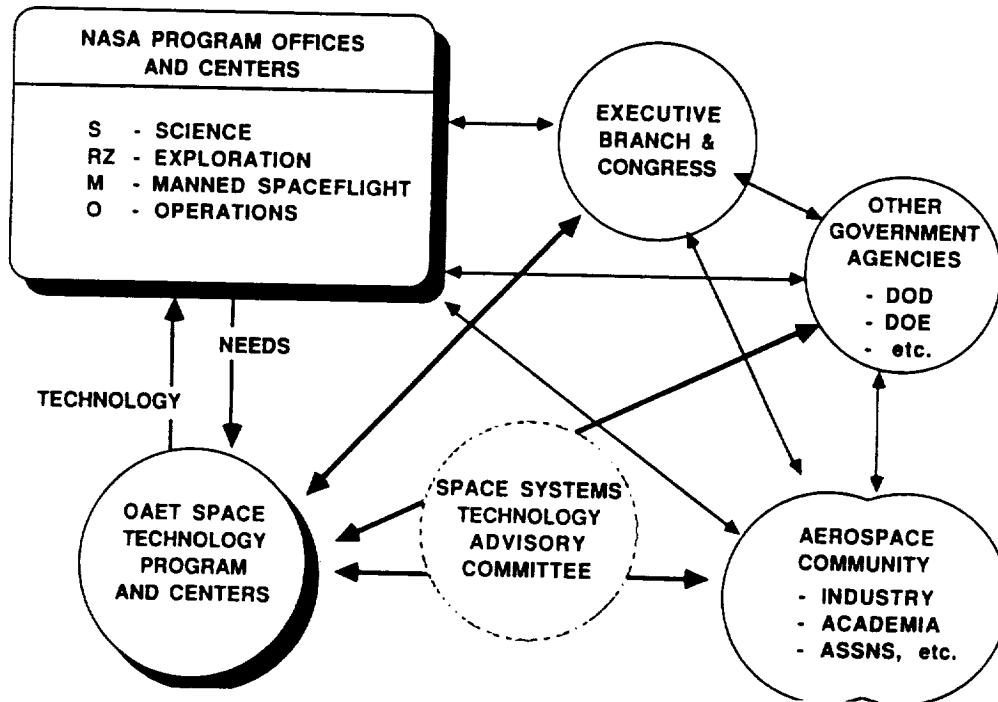 NASA PROGRAM OFFICES
AND CENTERS
S - SCIENCE
RZ - EXPLORATION
M - MANNED SPACEFLIGHT
O - OPERATIONS
EXECUTIVE
BRANCH &
CONGRESS
OTHER
GOVERNMENT
AGENCIES
- DOD
- DOE
- etc.
NEEDS
TECHNOLOGY
OAET SPACE
TECHNOLOGY
PROGRAM
AND CENTERS
SPACE SYSTEMS
TECHNOLOGY
ADVISORY
COMMITTEE
AEROSPACE
COMMUNITY
- INDUSTRY
- ACADEMIA
- ASSNS, etc.